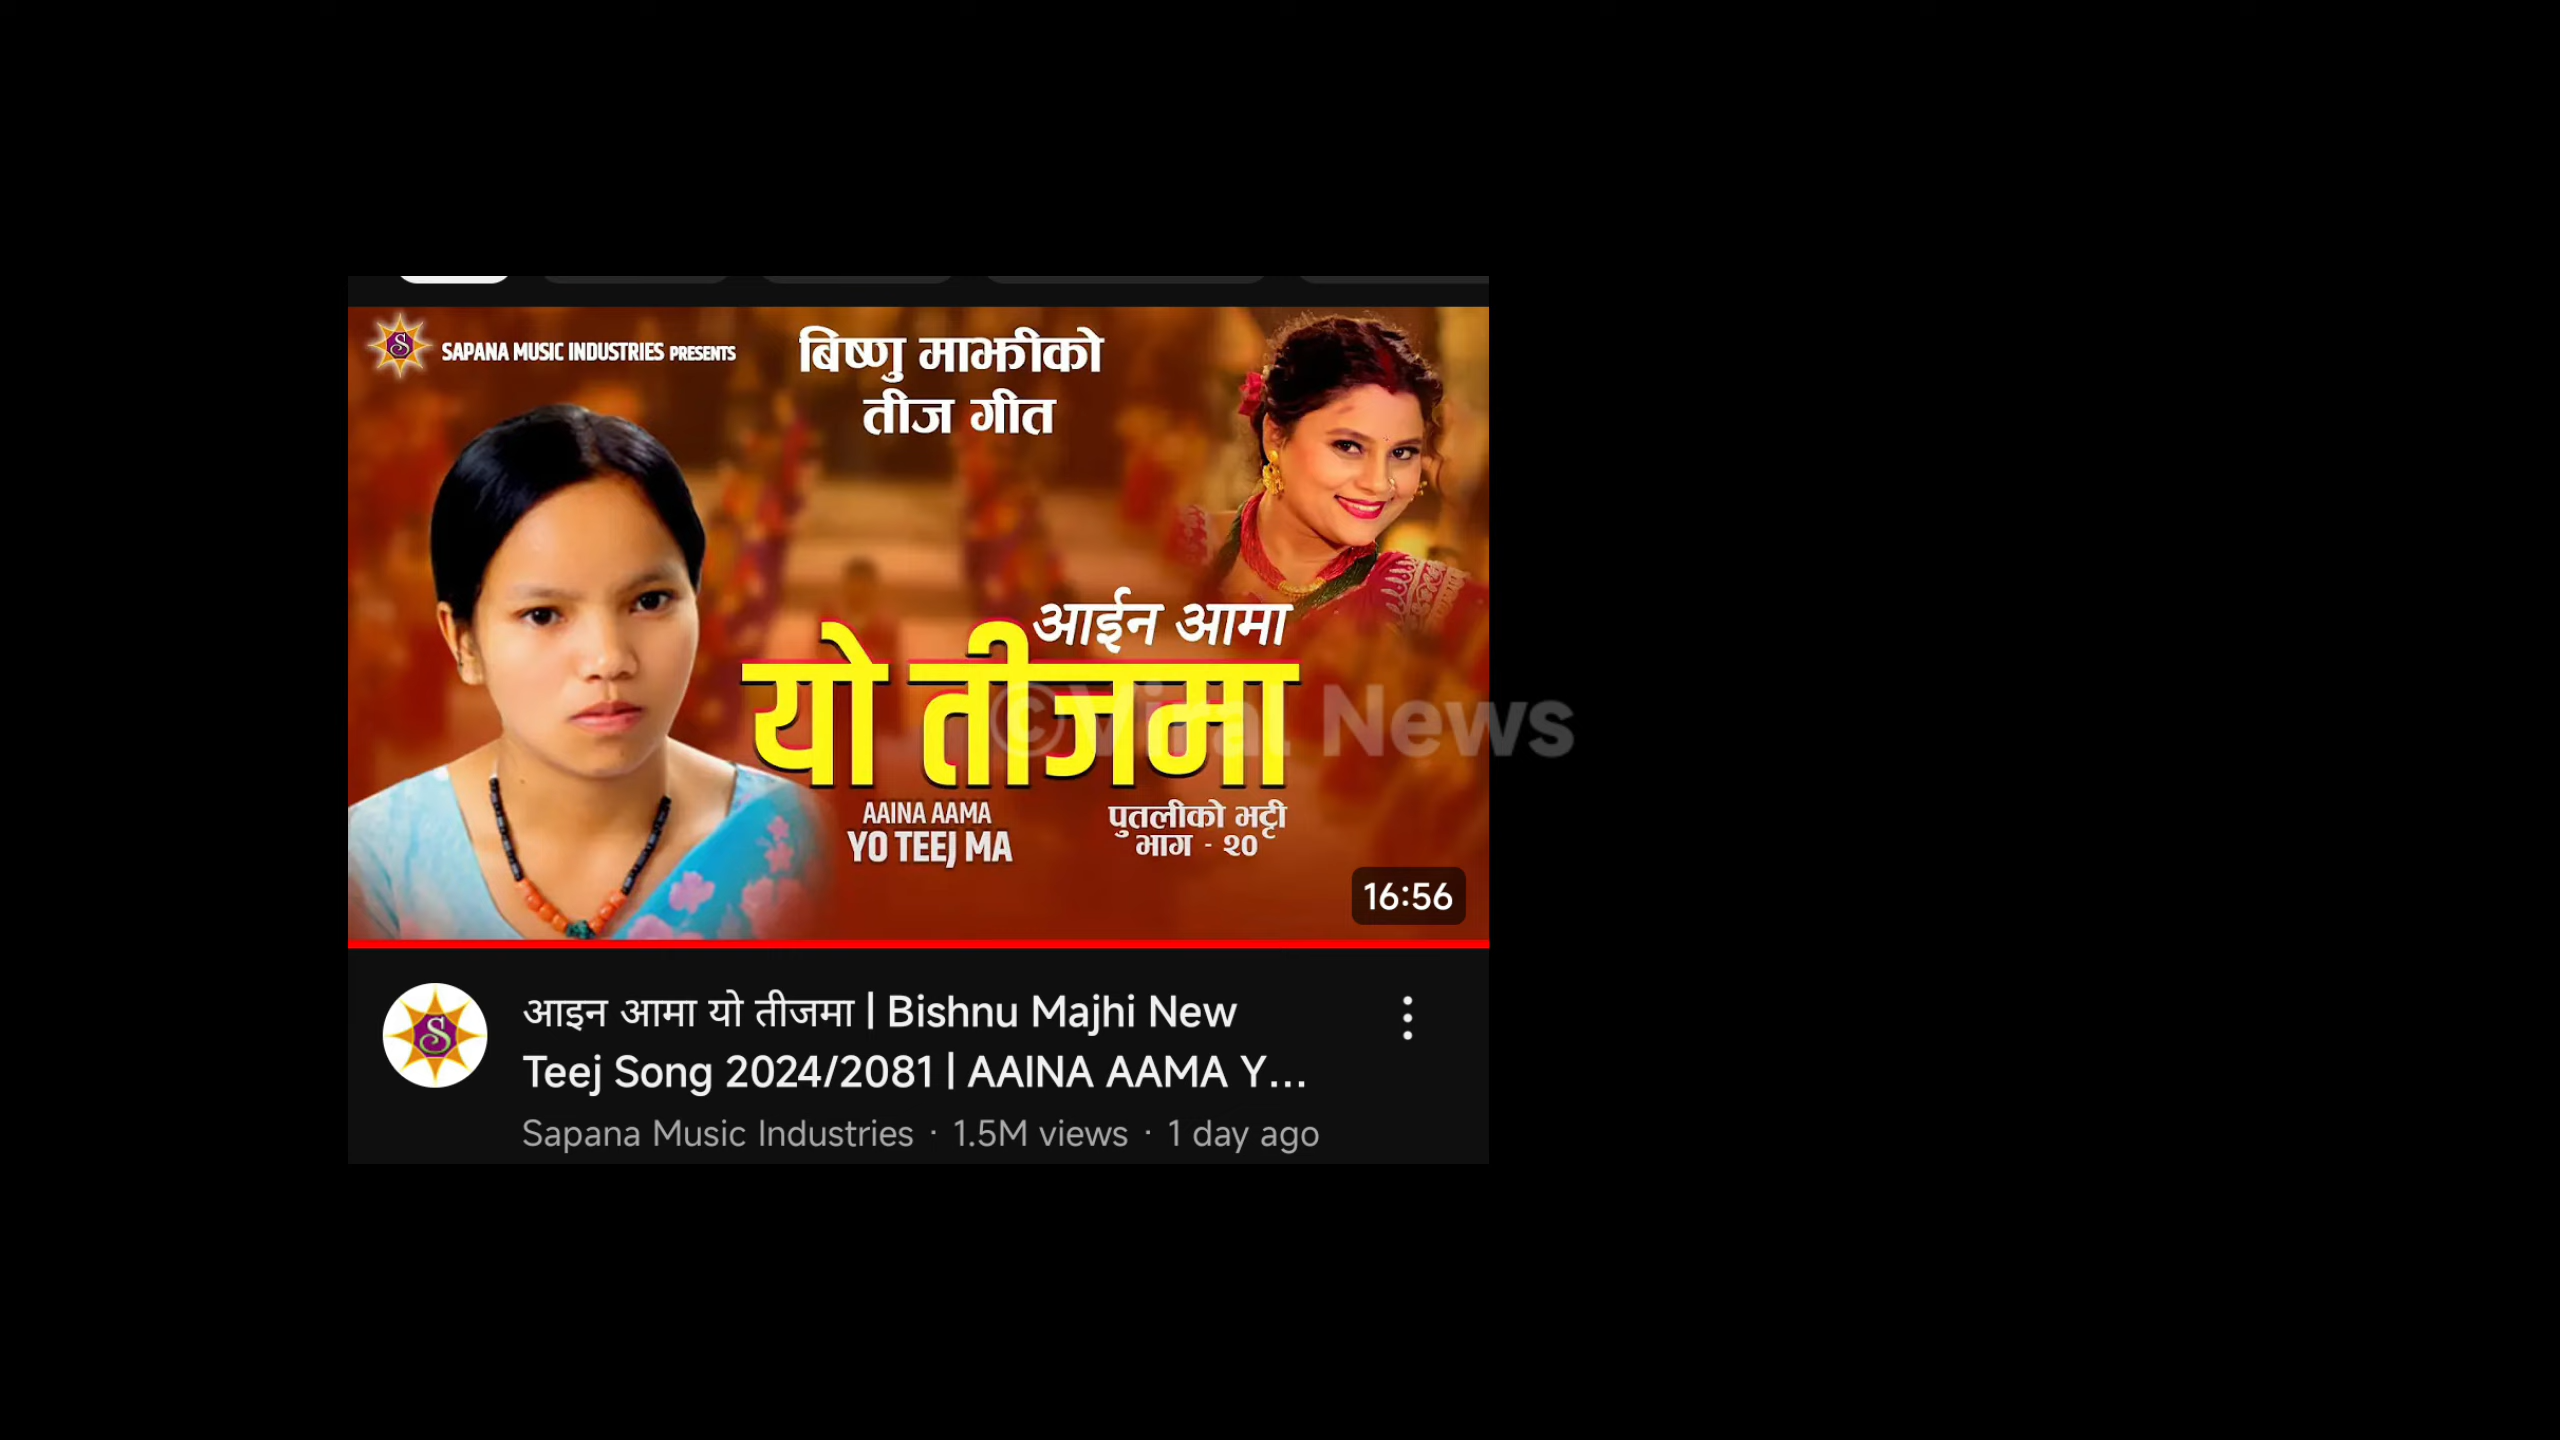 SAPANA MUSIC INDUSTRIES PRESENTS
बिष्णु माझीको
तीज गीत
आईन आमा
यो तीजमा
©Viral News
AAINA AAMA
YO TEEJ MA
पुतलीको भट्टी
भाग - २०
16:56
आइन आमा यो तीजमा | Bishnu Majhi New
Teej Song 2024/2081 | AAINA AAMA Y...
Sapana Music Industries · 1.5M views · 1 day ago